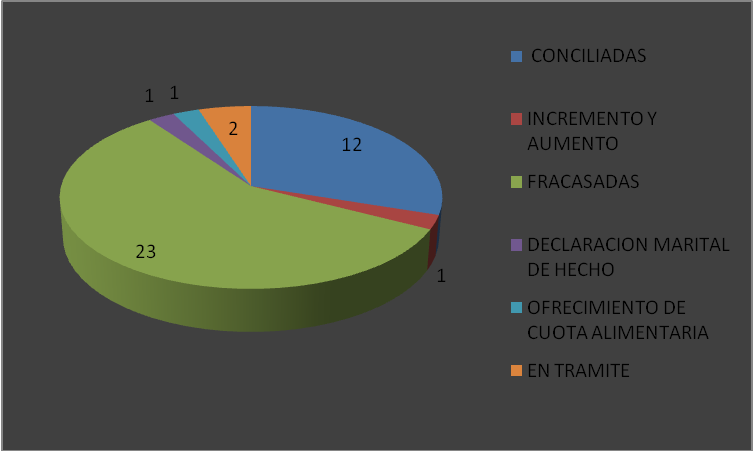 1
1
2
12
23
1
CONCILIADAS
INCREMENTO Y
AUMENTO
FRACASADAS
DECLARACION MARITAL
DE HECHO
OFRECIMIENTO DE
CUOTA ALIMENTARIA
EN TRAMITE